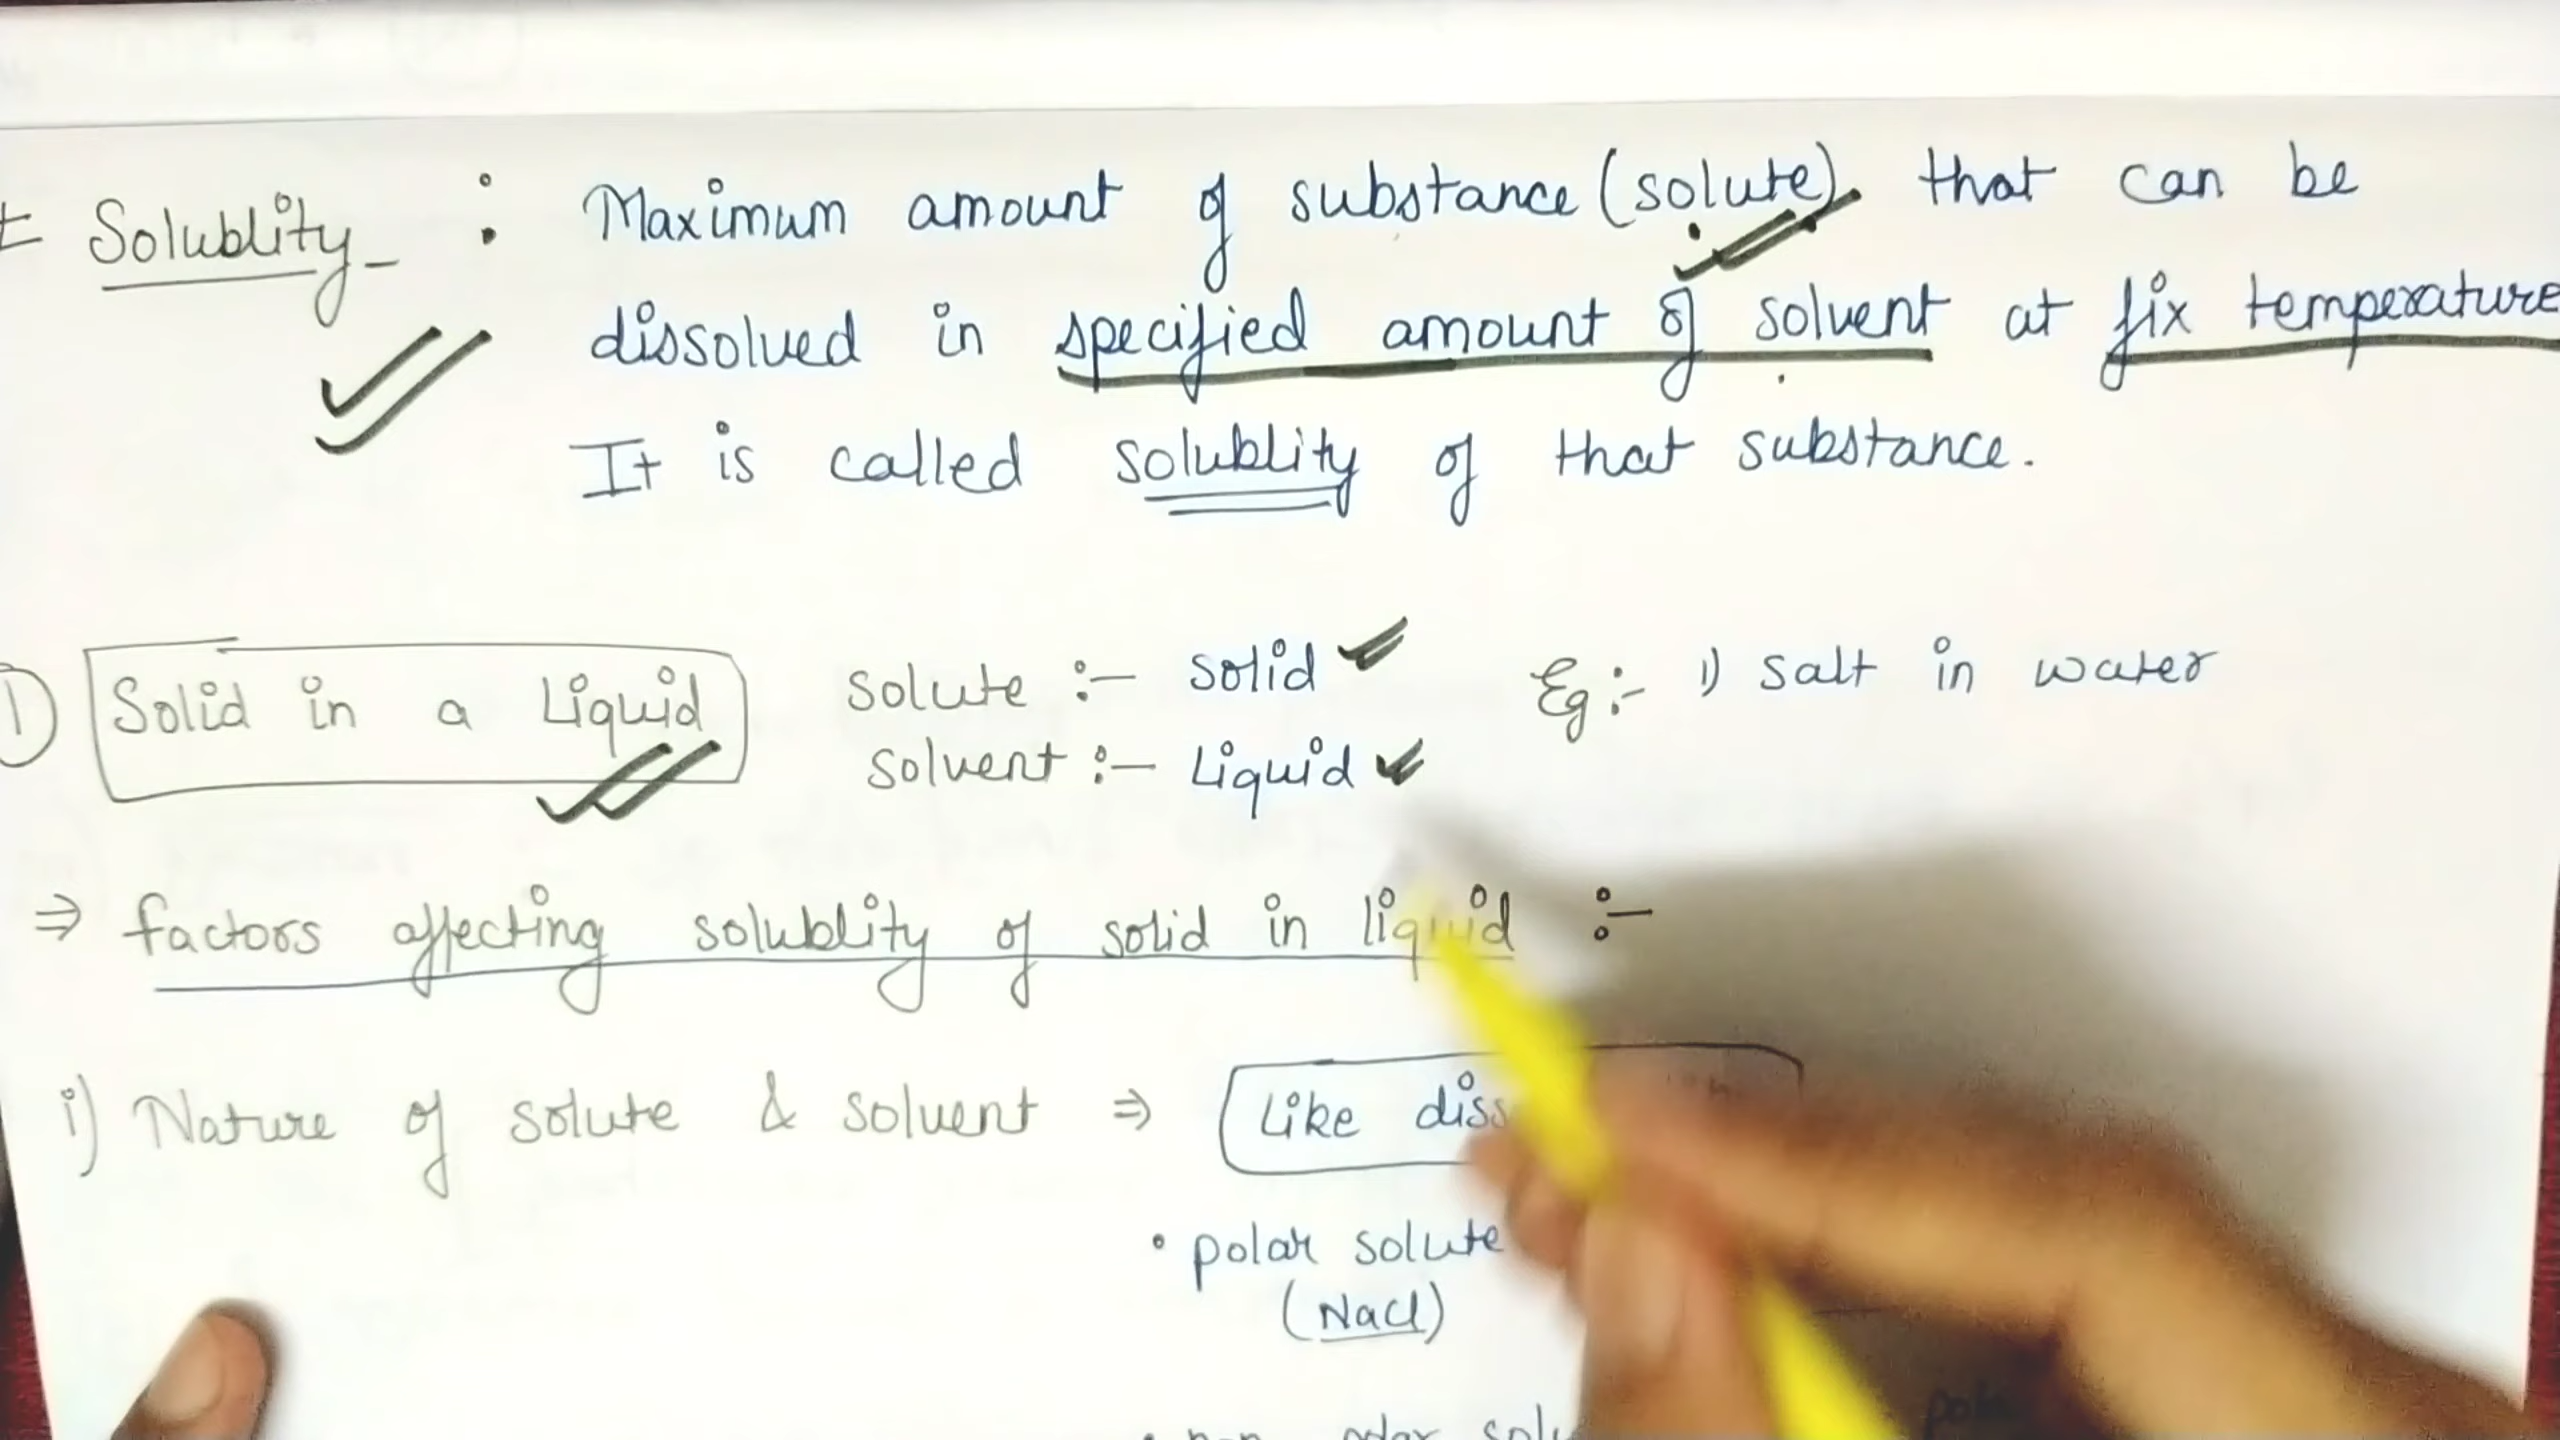 Solublity - : Maximum amount of substance (solute) that can be
dissolved in specified amount of solvent at fix temperature
It is called solublity of that substance.
1) Solid in a Liquid solute :- solid Eg :- 1) salt in water
solvent :- Liquid
⇒ factors affecting solublity of solid in liquid :-
i) Nature of solute & solvent ⇒ Like
• polar solute
(NaCl)